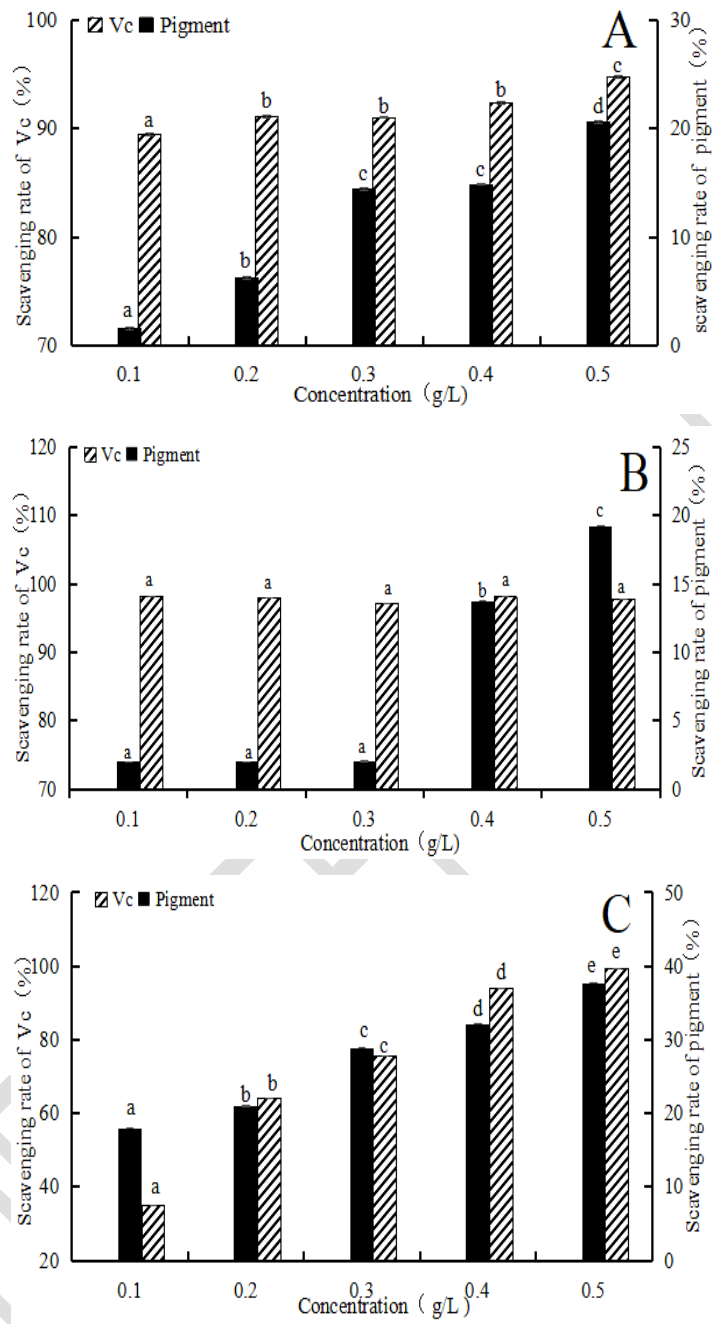 100
30
Vc Pigment
A
a b b b c
a b c c d
90
80
70
20
10
0
Scavenging rate of Vc（%）
scavenging rate of pigment（%）
0.1 0.2 0.3 0.4 0.5
Concentration（g/L）
120
25
Vc Pigment
B
110
100
90
80
70
20
15
10
5
0
a a a a a
a a a b c
Scavenging rate of Vc（%）
Scavenging rate of pigment（%）
0.1 0.2 0.3 0.4 0.5
Concentration（g/L）
120
50
Vc Pigment
C
100
80
60
40
20
40
30
20
10
0
a b c d e
a b c d e
Scavenging rate of Vc（%）
Scavenging rate of pigment（%）
0.1 0.2 0.3 0.4 0.5
Concentration（g/L）